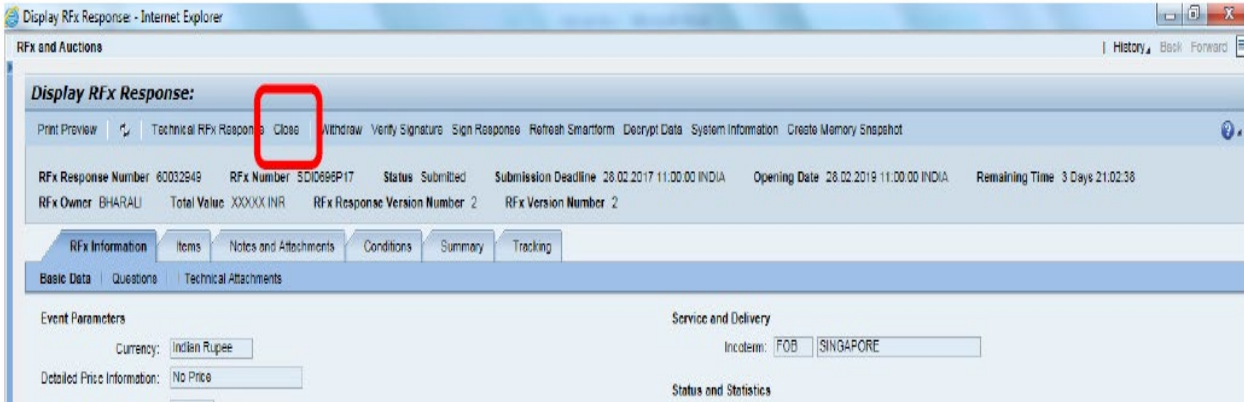 Display RFx Response: - Internet Explorer
RFx and Auctions
History Back Forward
Display RFx Response:
Print Preview Technical RFx Response Close Withdraw Verify Signature Sign Response Refresh Smartform Decrypt Data System Information Create Memory Snapshot
RFx Response Number 60032949 RFx Number SDI0696P17 Status Submitted Submission Deadline 28.02.2017 11:00:00 INDIA Opening Date 28.02.2019 11:00:00 INDIA Remaining Time 3 Days 21:02:38
RFx Owner BHARALI Total Value XXXXX INR RFx Response Version Number 2 RFx Version Number 2
RFx Information Items Notes and Attachments Conditions Summary Tracking
Basic Data Questions Technical Attachments
Event Parameters Service and Delivery
Currency: Indian Rupee Incoterm: FOB SINGAPORE
Detailed Price Information: No Price
Status and Statistics